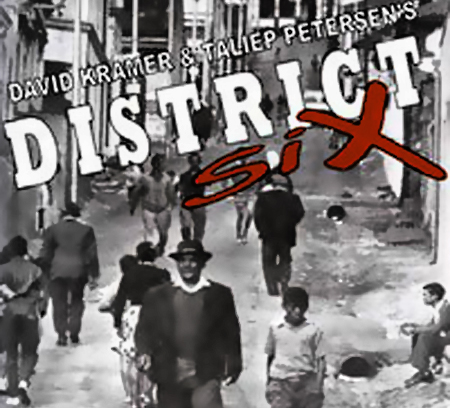 DAVID KRAMER & TALIEP PETERSEN'S
DISTRICT
SiX